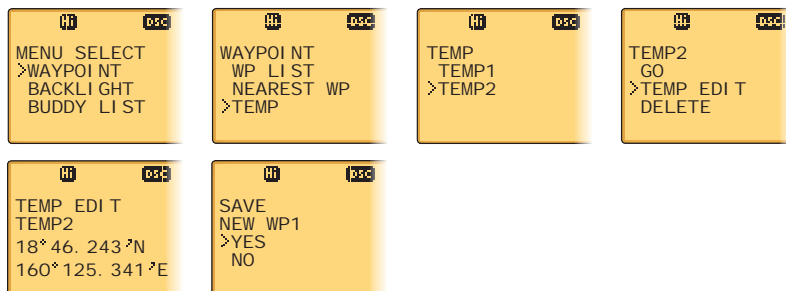 Hi DSC
MENU SELECT
>WAYPOINT
BACKLIGHT
BUDDY LIST
Hi DSC
WAYPOINT
WP LIST
NEAREST WP
>TEMP
Hi DSC
TEMP
TEMP1
>TEMP2
Hi DSC
TEMP2
GO
>TEMP EDIT
DELETE
Hi DSC
TEMP EDIT
TEMP2
18°46.243'N
160°125.341'E
Hi DSC
SAVE
NEW WP1
>YES
NO